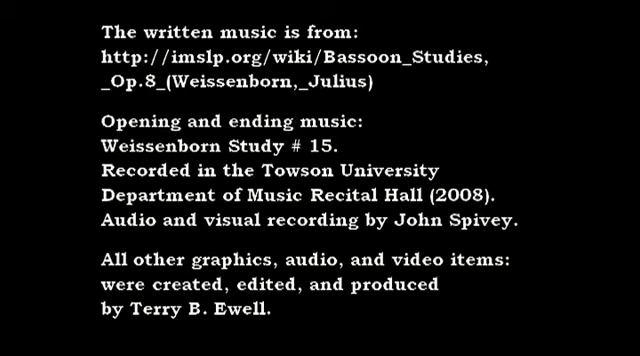 The written music is from:
http://imslp.org/wiki/Bassoon_Studies,
_Op.8_(Weissenborn,_Julius)
Opening and ending music:
Weissenborn Study # 15.
Recorded in the Towson University
Department of Music Recital Hall (2008).
Audio and visual recording by John Spivey.
All other graphics, audio, and video items:
were created, edited, and produced
by Terry B. Ewell.